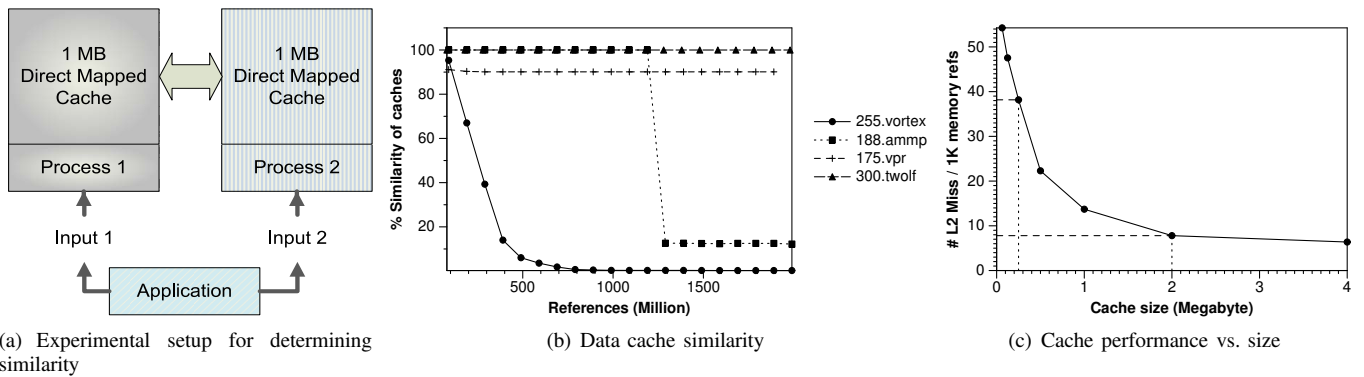 1 MB
Direct Mapped
Cache
Process 1
1 MB
Direct Mapped
Cache
Process 2
Input 1
Input 2
Application
(a) Experimental setup for determining
similarity
% Similarity of caches
100
80
60
40
20
500
1000
1500
References (Million)
255.vortex
188.ammp
175.vpr
300.twolf
(b) Data cache similarity
# L2 Miss / 1K memory refs
50
40
30
20
10
0
0
1
2
3
4
Cache size (Megabyte)
(c) Cache performance vs. size